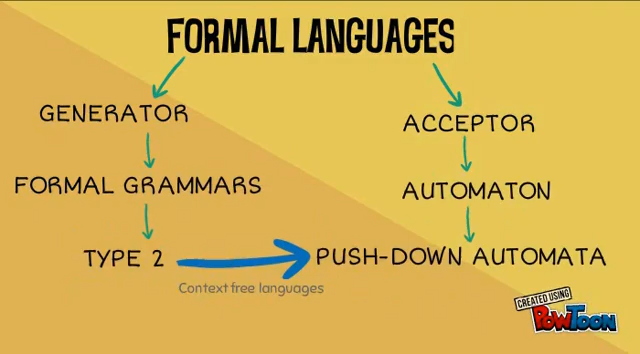 FORMAL LANGUAGES
GENERATOR
ACCEPTOR
FORMAL GRAMMARS
AUTOMATON
TYPE 2
PUSH-DOWN AUTOMATA
Context free languages
CREATED USING
POWTOON